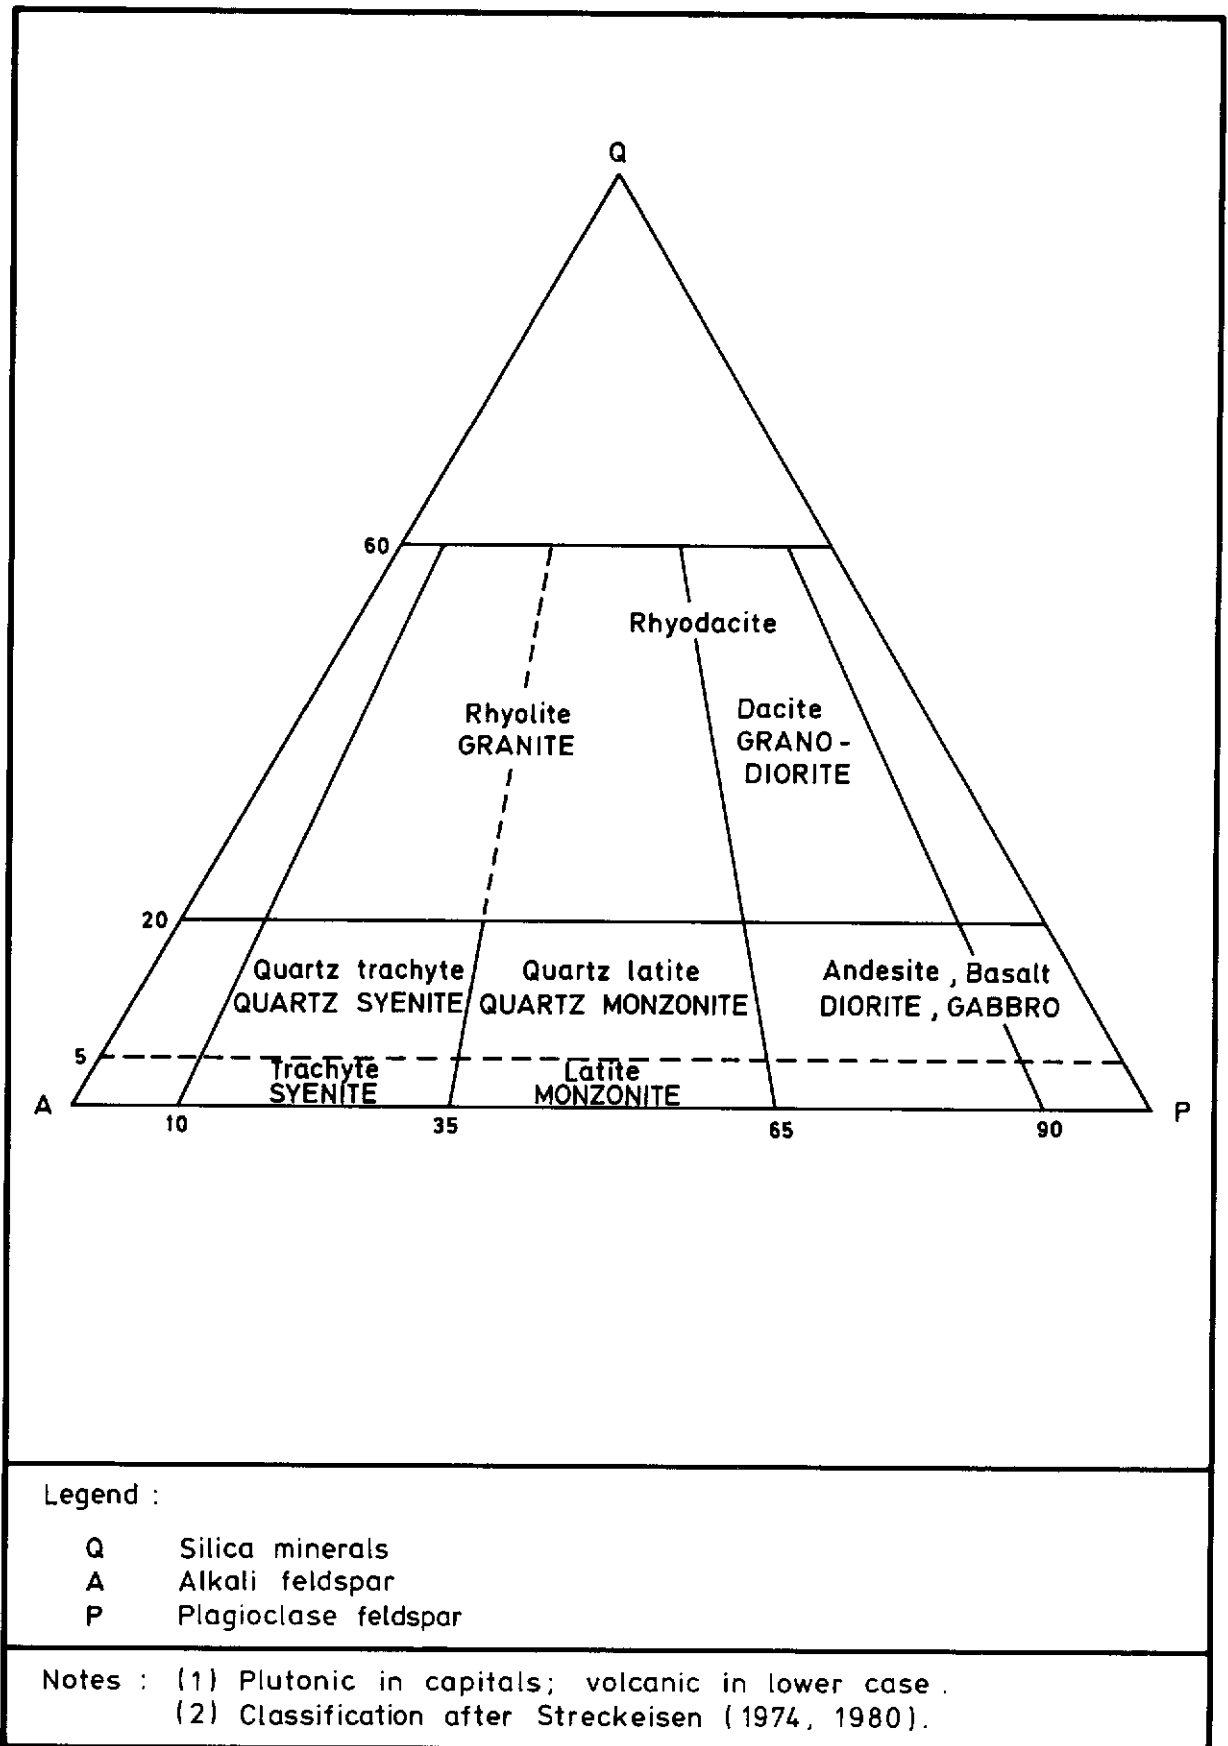 Q
60
Rhyodacite
Rhyolite
GRANITE
Dacite
GRANO-
DIORITE
20
Quartz trachyte
QUARTZ SYENITE
Quartz latite
QUARTZ MONZONITE
Andesite, Basalt
DIORITE, GABBRO
5
Trachyte
SYENITE
Latite
MONZONITE
A
P
10
35
65
90
Legend :
Q Silica minerals
A Alkali feldspar
P Plagioclase feldspar
Notes : (1) Plutonic in capitals; volcanic in lower case.
(2) Classification after Streckeisen (1974, 1980).